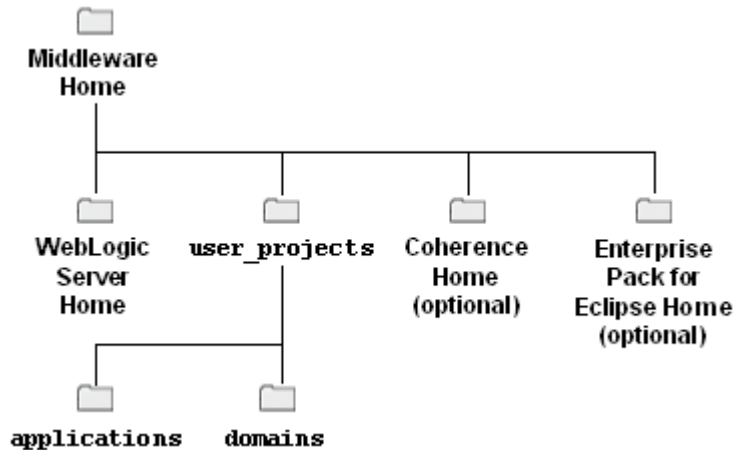 Middleware
Home
WebLogic
Server
Home
user_projects
Coherence
Home
(optional)
Enterprise
Pack for
Eclipse Home
(optional)
applications
domains